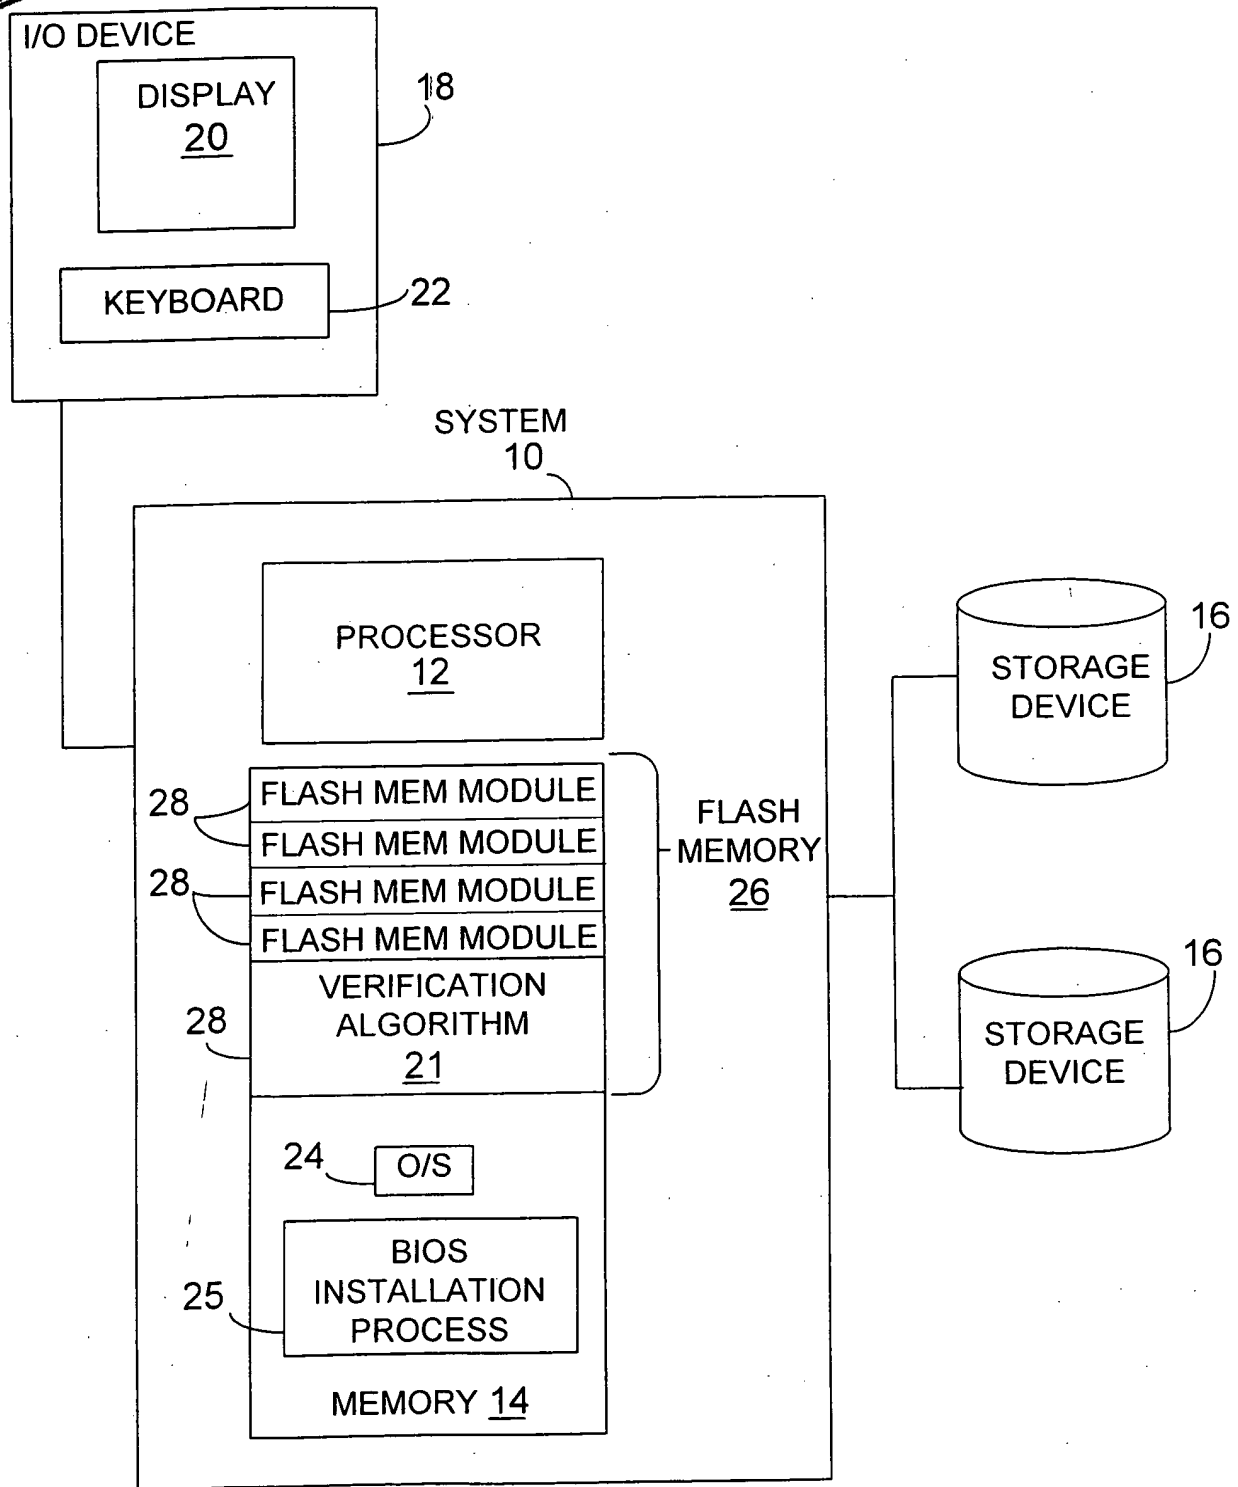 I/O DEVICE
DISPLAY
20
18
KEYBOARD
22
SYSTEM
10
PROCESSOR
12
28
FLASH MEM MODULE
FLASH MEM MODULE
28
FLASH MEM MODULE
FLASH MEM MODULE
FLASH
MEMORY
26
28
VERIFICATION
ALGORITHM
21
24
O/S
25
BIOS
INSTALLATION
PROCESS
MEMORY 14
STORAGE
DEVICE
16
STORAGE
DEVICE
16